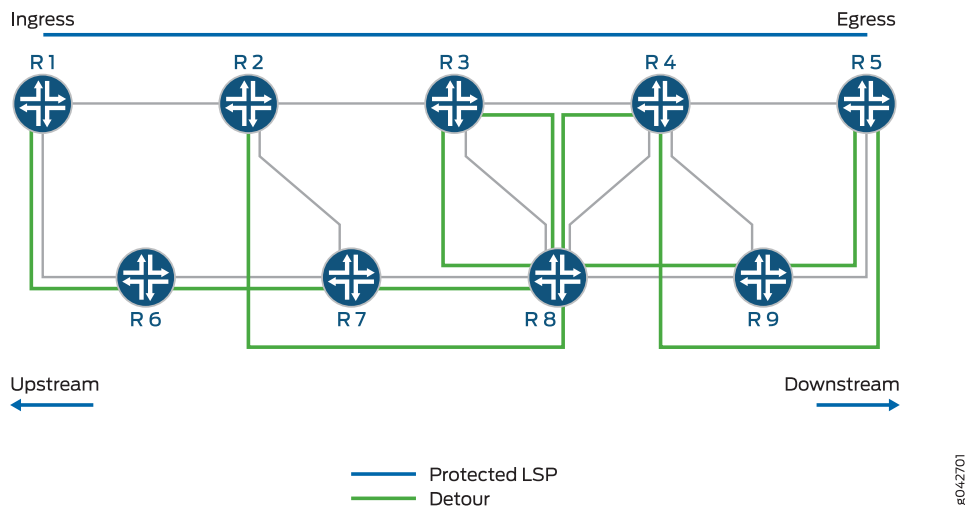 Ingress
Egress
R1
R2
R3
R4
R5
R6
R7
R8
R9
Upstream
Downstream
Protected LSP
Detour
g042701